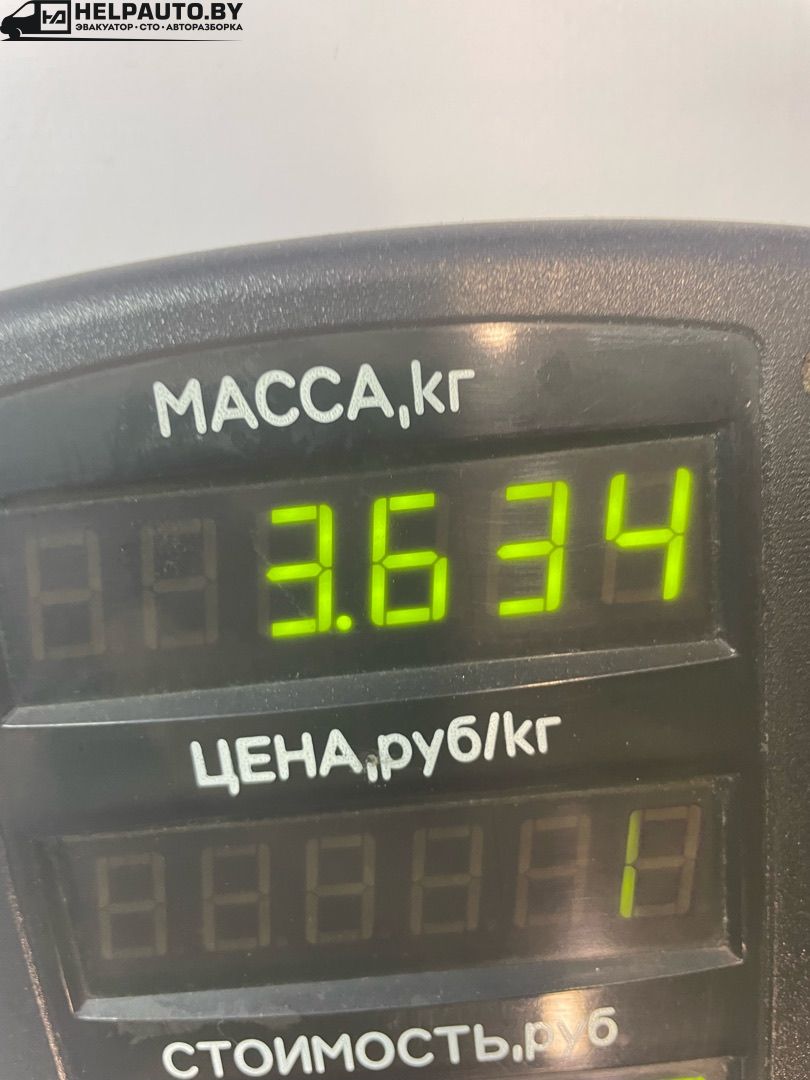 HELPAUTO.BY
ЭВАКУАТОР • СТО • АВТОРАЗБОРКА
МАССА,кг
3.634
ЦЕНА,руб/кг
1
СТОИМОСТЬ,руб